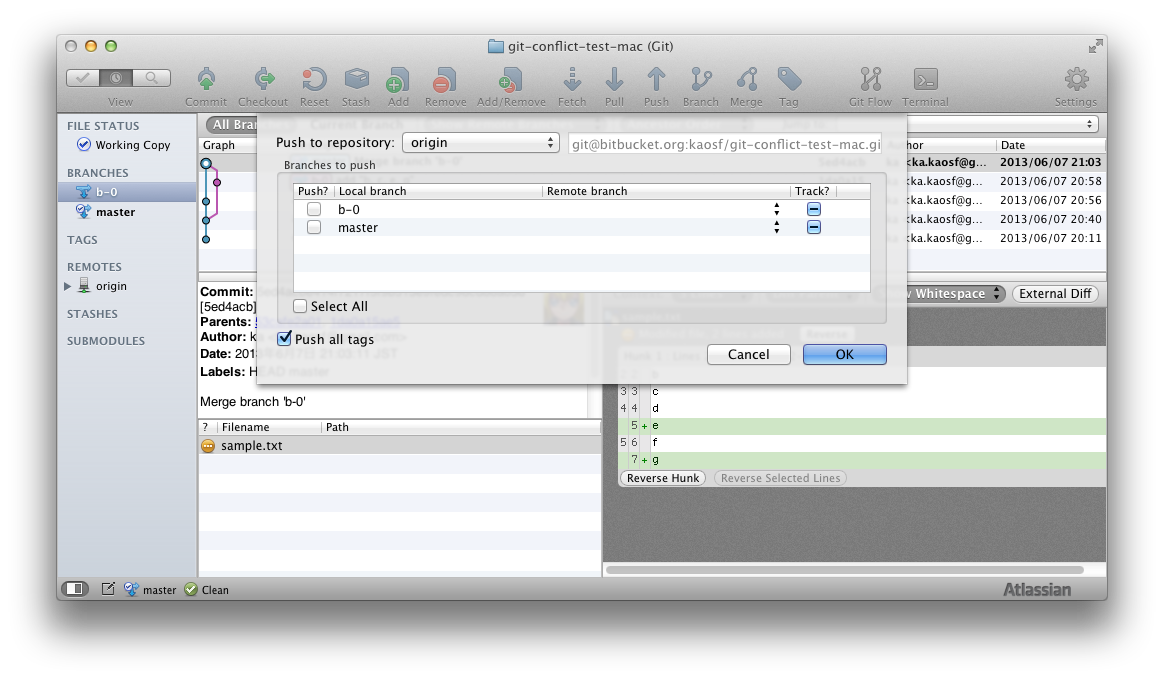 git-conflict-test-mac (Git)
View Commit Checkout Reset Stash Add Remove Add/Remove Fetch Pull Push Branch Merge Tag Git Flow Terminal Settings
FILE STATUS
Working Copy
BRANCHES
b-0
master
TAGS
REMOTES
origin
STASHES
SUBMODULES
All Bran
Graph
Date
Push to repository: origin git@bitbucket.org:kaosf/git-conflict-test-mac.gi
Branches to push
Push? Local branch Remote branch Track?
b-0
master
Select All
Push all tags
Cancel OK
ka.kaosf@g... 2013/06/07 21:03
ka.kaosf@g... 2013/06/07 20:58
ka.kaosf@g... 2013/06/07 20:56
ka.kaosf@g... 2013/06/07 20:40
ka.kaosf@g... 2013/06/07 20:11
Commit:
[5ed4acb]
Parents:
Author:
Date:
Labels: HEAD master
Merge branch 'b-0'
Whitespace External Diff
3 3 c
4 4 d
5 + e
5 6 f
7 + g
Reverse Hunk Reverse Selected Lines
? Filename Path
sample.txt
master Clean
Atlassian